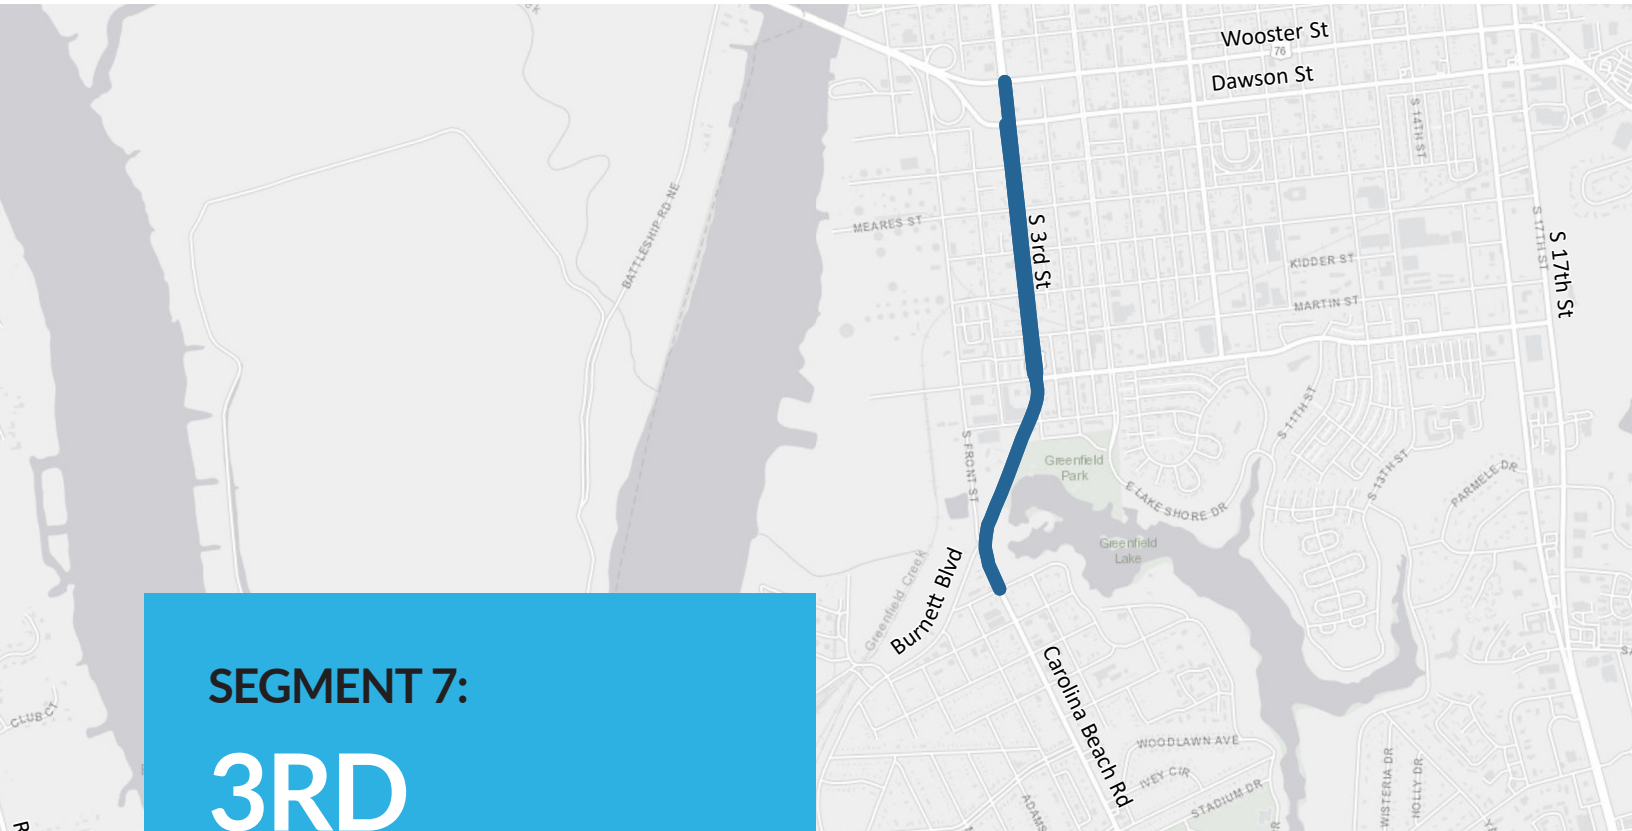 Wooster St
76
Dawson St
S 14TH ST
BATTLESHIP RD NE
MEARES ST
S 3rd St
S 17TH ST
S 17th St
KIDDER ST
MARTIN ST
S 11TH ST
S FRONT ST
Greenfield
Park
E LAKE SHORE DR
S 13TH ST
PARMELE DR
Greenfield
Lake
Greenfield Creek
Burnett Blvd
Carolina Beach Rd
CLUB CT
WOODLAWN AVE
IVEY CIR
STADIUM DR
ADAMS
WISTERIA DR
HOLLY DR
SEGMENT 7:
3RD